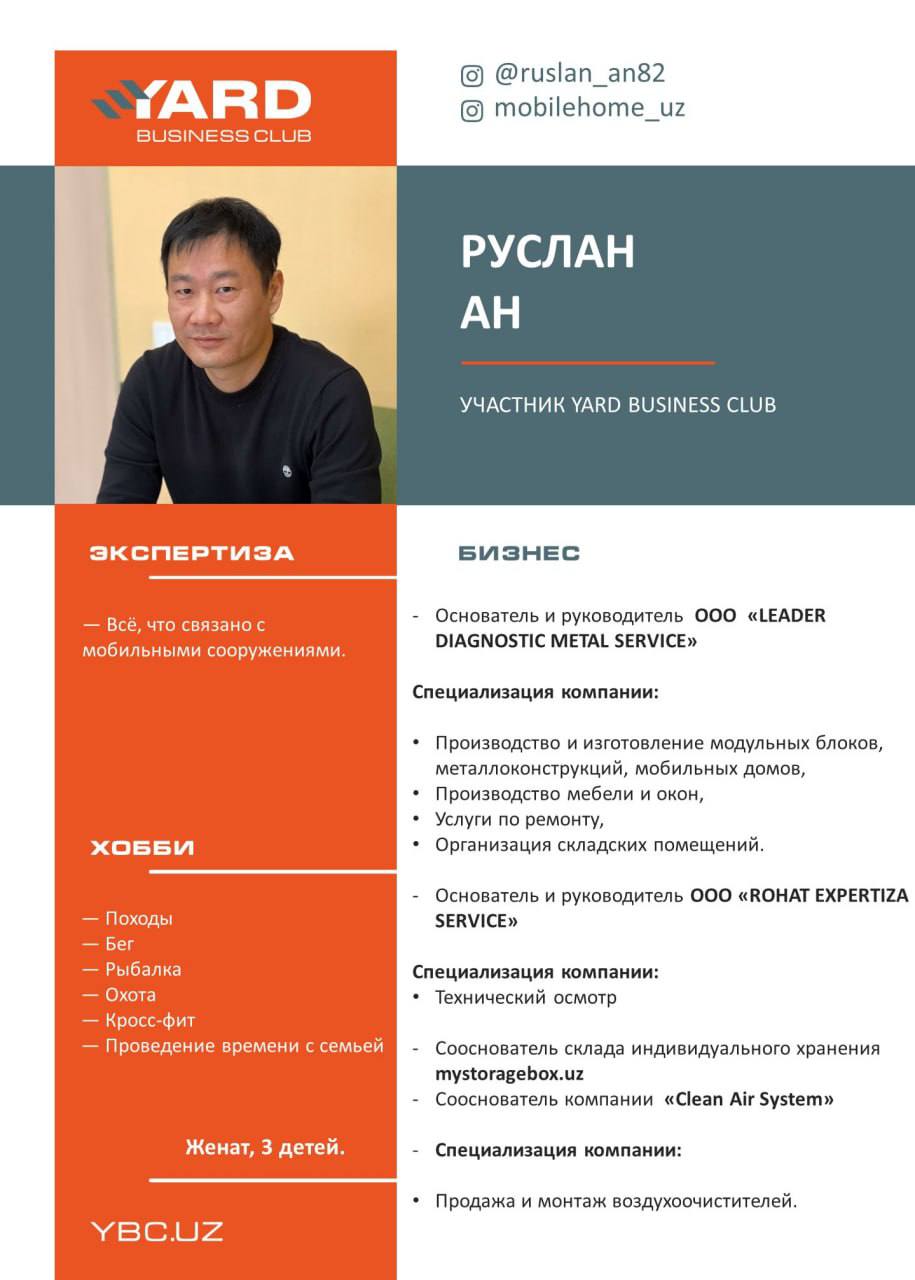 YARD
BUSINESS CLUB
@ruslan_an82
mobilehome_uz
РУСЛАН
АН
УЧАСТНИК YARD BUSINESS CLUB
ЭКСПЕРТИЗА
— Всё, что связано с
мобильными сооружениями.
ХОББИ
— Походы
— Бег
— Рыбалка
— Охота
— Кросс-фит
— Проведение времени с семьей
Женат, 3 детей.
YBC.UZ
БИЗНЕС
- Основатель и руководитель ООО «LEADER
DIAGNOSTIC METAL SERVICE»
Специализация компании:
• Производство и изготовление модульных блоков,
металлоконструкций, мобильных домов,
• Производство мебели и окон,
• Услуги по ремонту,
• Организация складских помещений.
- Основатель и руководитель ООО «ROHAT EXPERTIZA
SERVICE»
Специализация компании:
• Технический осмотр
- Сооснователь склада индивидуального хранения
mystoragebox.uz
- Сооснователь компании «Clean Air System»
- Специализация компании:
• Продажа и монтаж воздухоочистителей.